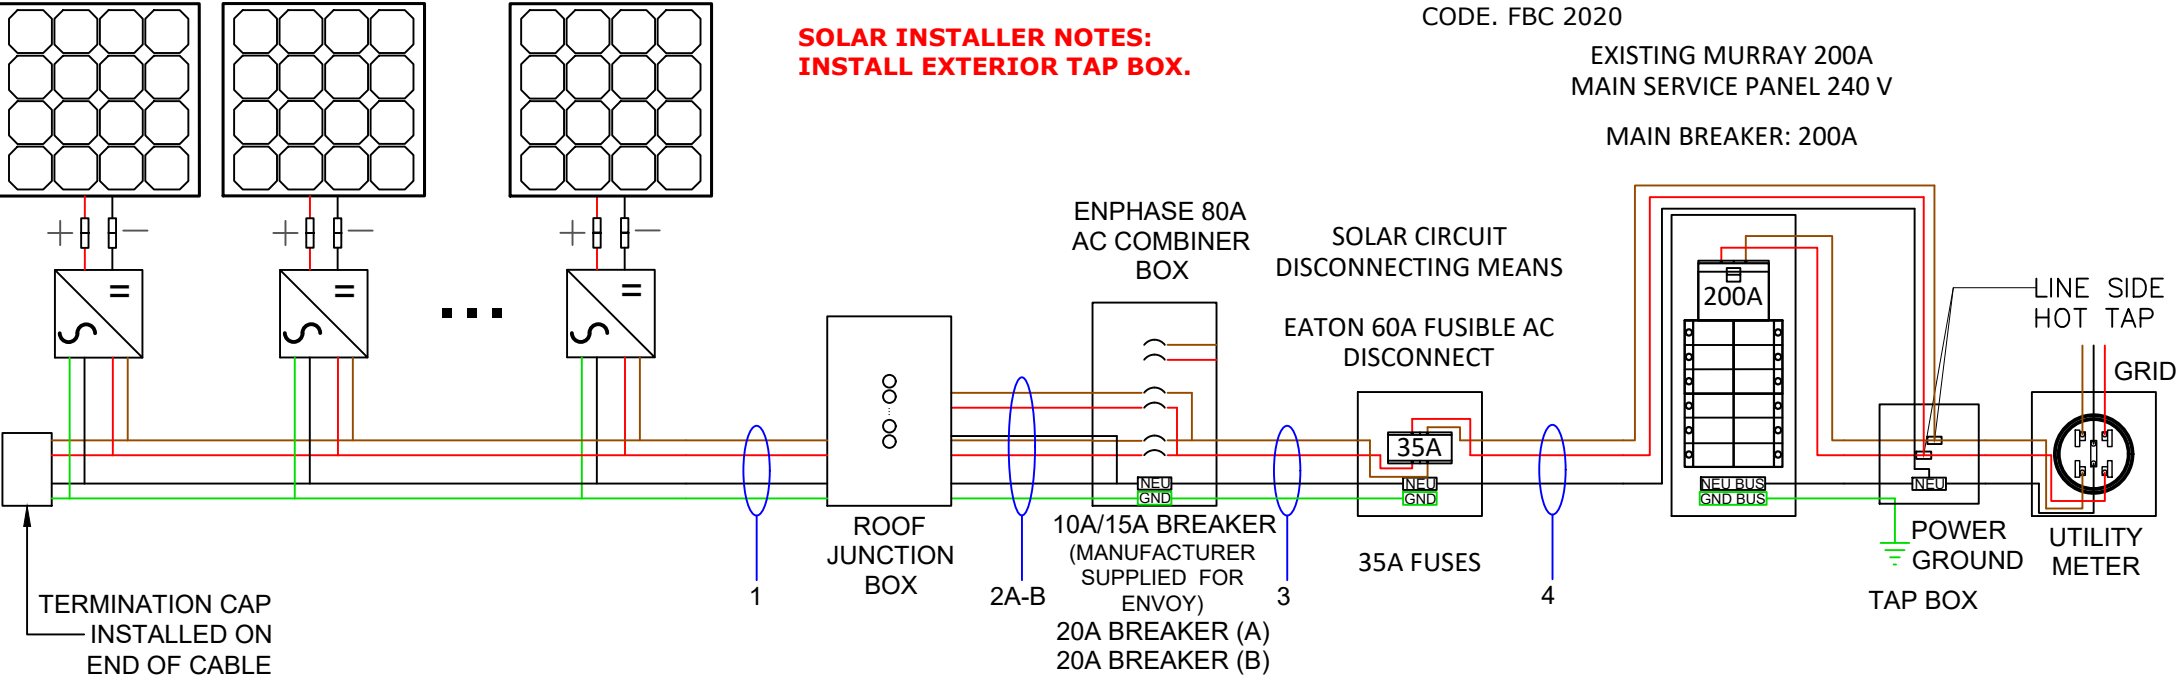 CODE. FBC 2020
SOLAR INSTALLER NOTES:
INSTALL EXTERIOR TAP BOX.
EXISTING MURRAY 200A
MAIN SERVICE PANEL 240 V
MAIN BREAKER: 200A
ENPHASE 80A
AC COMBINER
BOX
SOLAR CIRCUIT
DISCONNECTING MEANS
EATON 60A FUSIBLE AC
DISCONNECT
200A
LINE SIDE
HOT TAP
GRID
35A
NEU
GND
NEU
GND
NEU BUS
GND BUS
NEU
ROOF
JUNCTION
BOX
10A/15A BREAKER
(MANUFACTURER
SUPPLIED FOR
ENVOY)
20A BREAKER (A)
20A BREAKER (B)
35A FUSES
POWER
GROUND
UTILITY
METER
TAP BOX
1
2A-B
3
4
TERMINATION CAP
INSTALLED ON
END OF CABLE